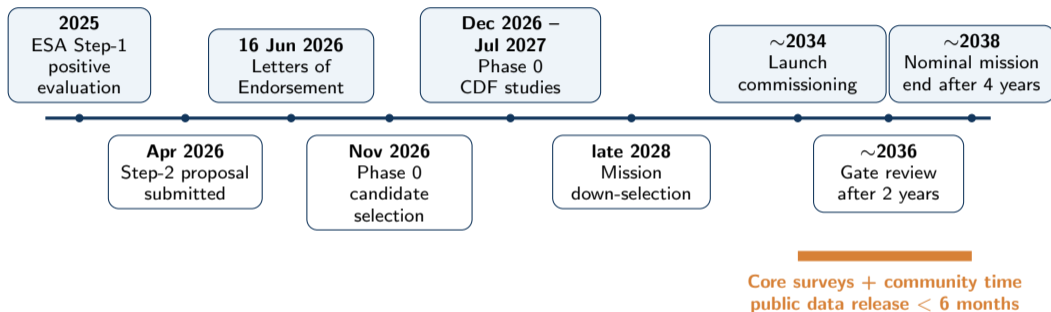 2025
ESA Step-1
positive
evaluation
Apr 2026
Step-2 proposal
submitted
16 Jun 2026
Letters of
Endorsement
Nov 2026
Phase 0
candidate
selection
Dec 2026 –
Jul 2027
Phase 0
CDF studies
late 2028
Mission
down-selection
~2034
Launch
commissioning
~2036
Gate review
after 2 years
~2038
Nominal mission
end after 4 years
Core surveys + community time
public data release < 6 months